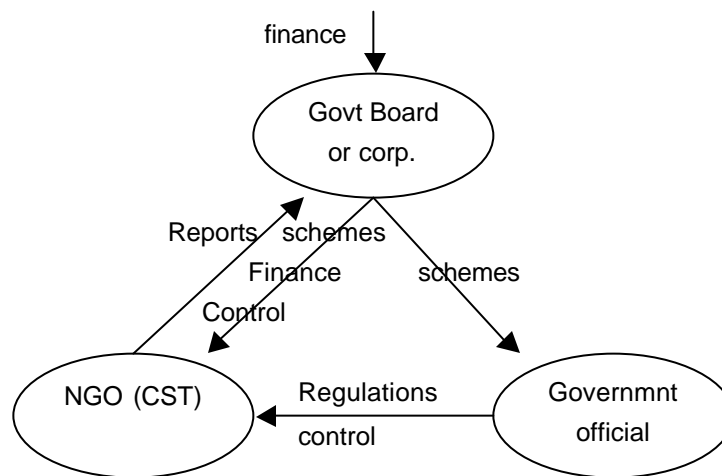 finance
Govt Board
or corp.
Reports schemes
Finance schemes
Control
NGO (CST)
Regulations
control
Governmnt
official